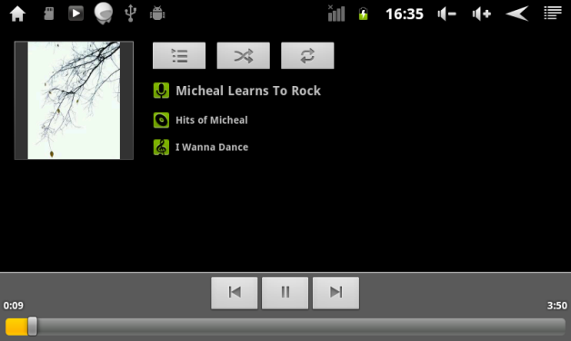 16:35
Micheal Learns To Rock
Hits of Micheal
I Wanna Dance
0:09
3:50